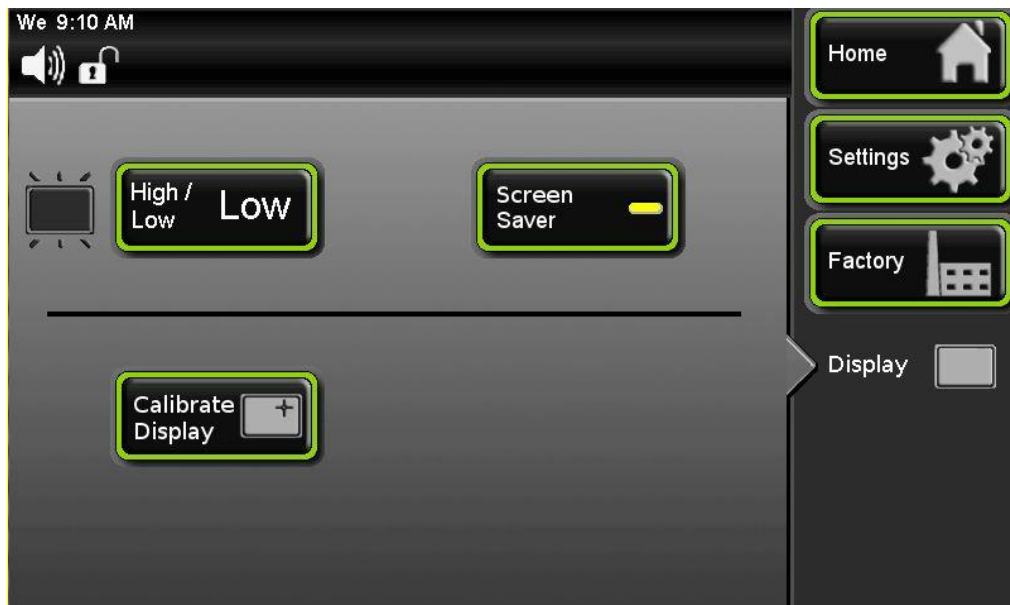 We 9:10 AM
Home
Settings
Factory
Display
High /
Low
Low
Screen
Saver
Calibrate
Display